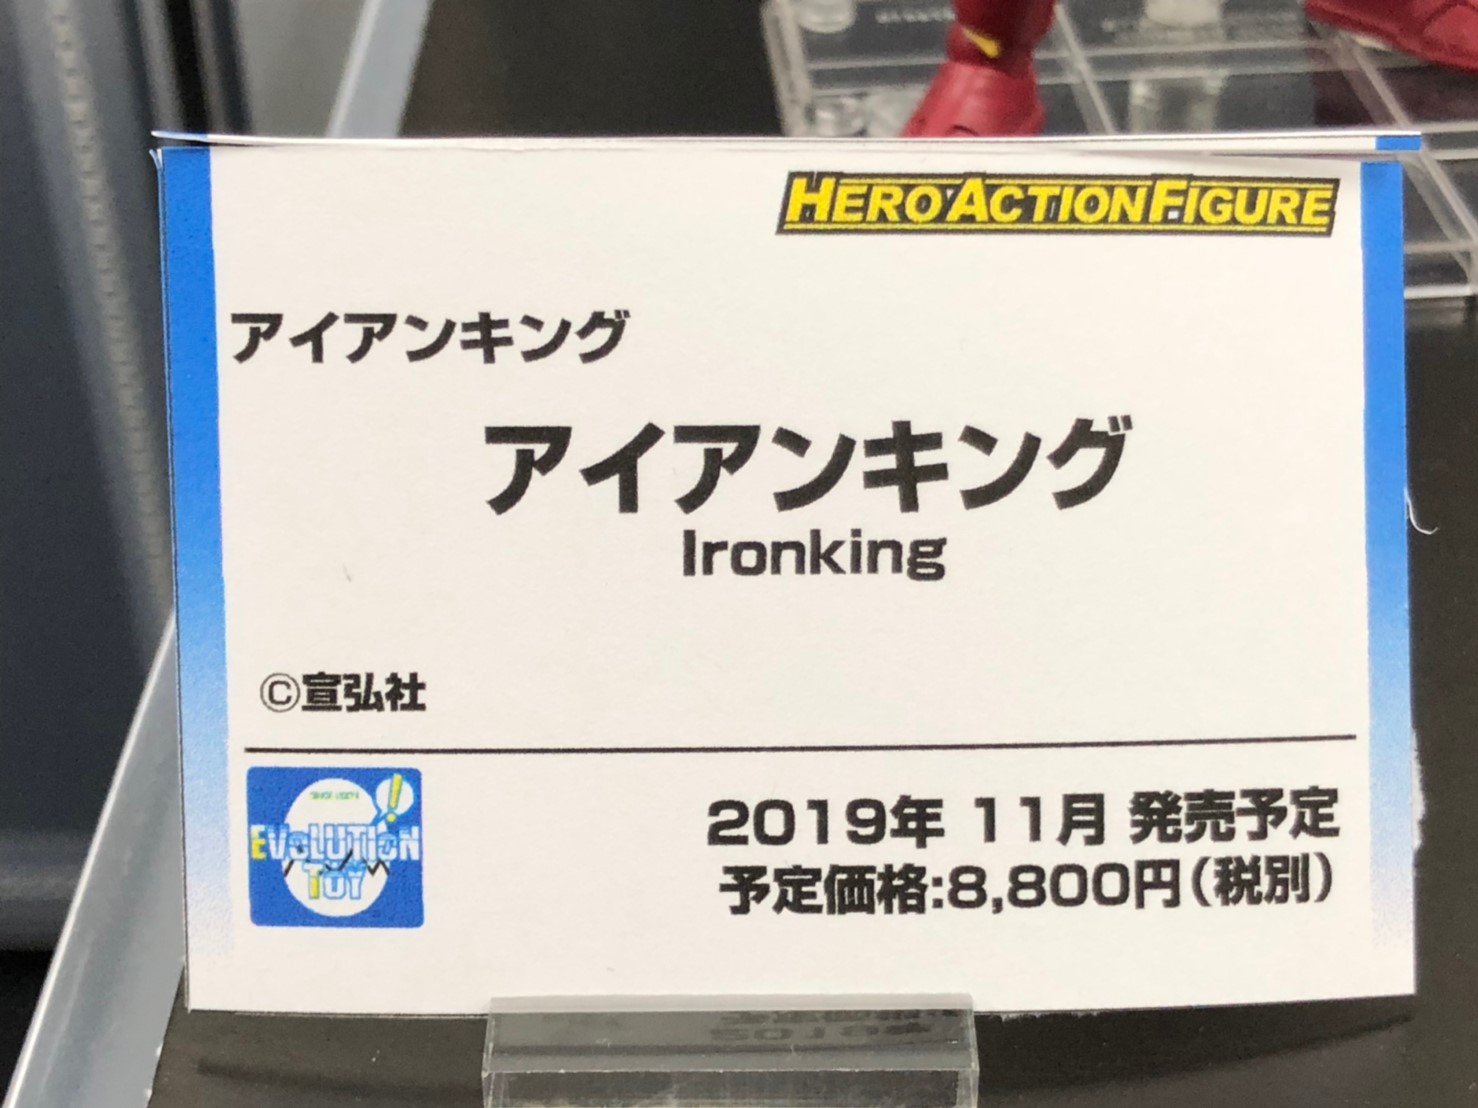 HERO ACTION FIGURE
アイアンキング
アイアンキング
Ironking
©宣弘社
EVOLUTION
TOY
2019年 11月 発売予定
予定価格:8,800円(税別)